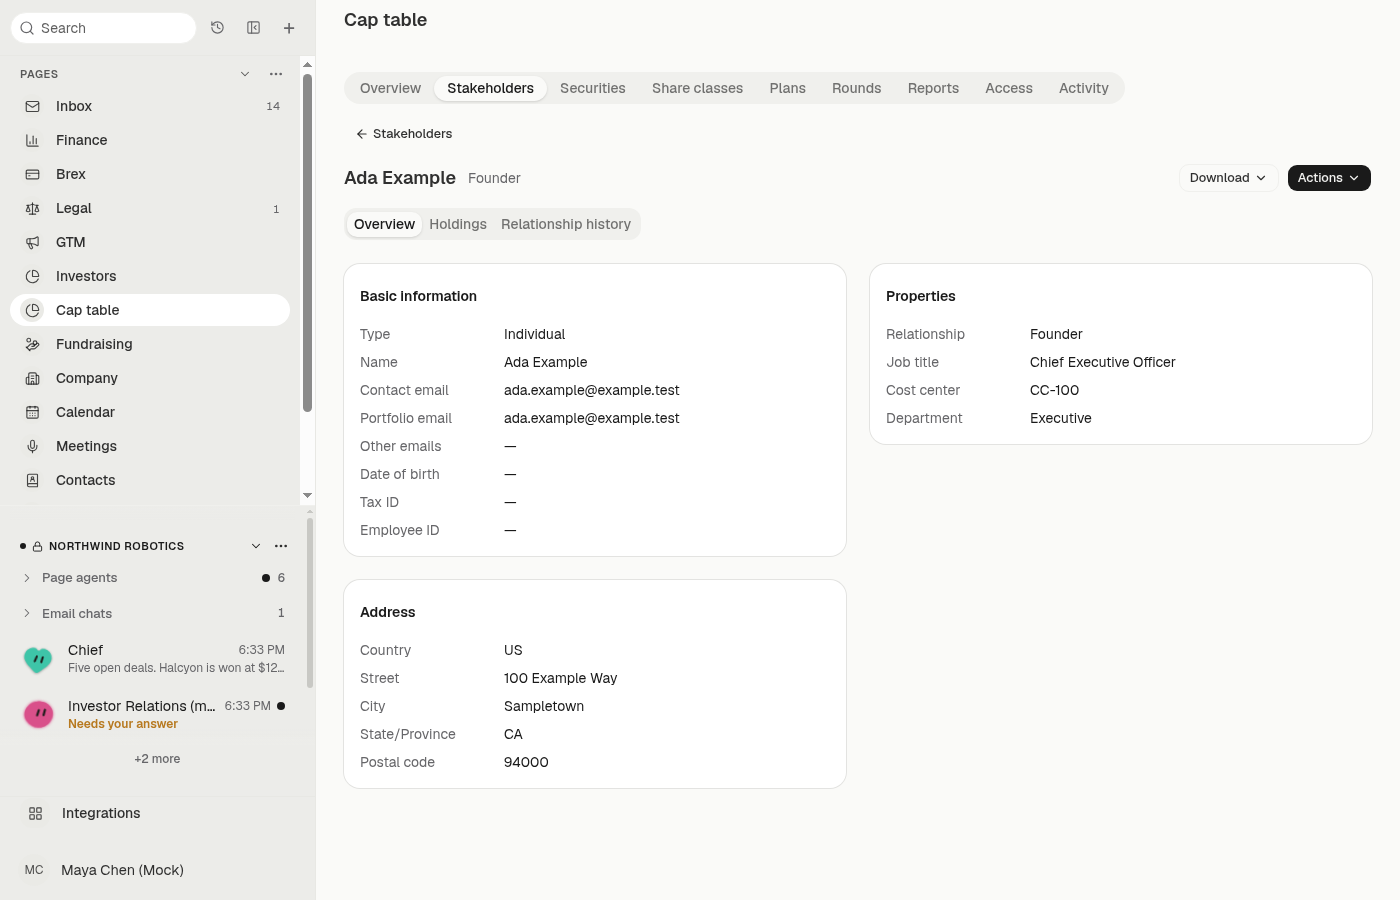 Search
PAGES
Inbox 14
Finance
Brex
Legal 1
GTM
Investors
Cap table
Fundraising
Company
Calendar
Meetings
Contacts
NORTHWIND ROBOTICS
Page agents 6
Email chats 1
Chief 6:33 PM
Five open deals. Halcyon is won at $12...
Investor Relations (m... 6:33 PM
Needs your answer
+2 more
Integrations
MC Maya Chen (Mock)
Cap table
Overview Stakeholders Securities Share classes Plans Rounds Reports Access Activity
Stakeholders
Ada Example Founder
Download Actions
Overview Holdings Relationship history
Basic information
Type Individual
Name Ada Example
Contact email ada.example@example.test
Portfolio email ada.example@example.test
Other emails —
Date of birth —
Tax ID —
Employee ID —
Properties
Relationship Founder
Job title Chief Executive Officer
Cost center CC-100
Department Executive
Address
Country US
Street 100 Example Way
City Sampletown
State/Province CA
Postal code 94000